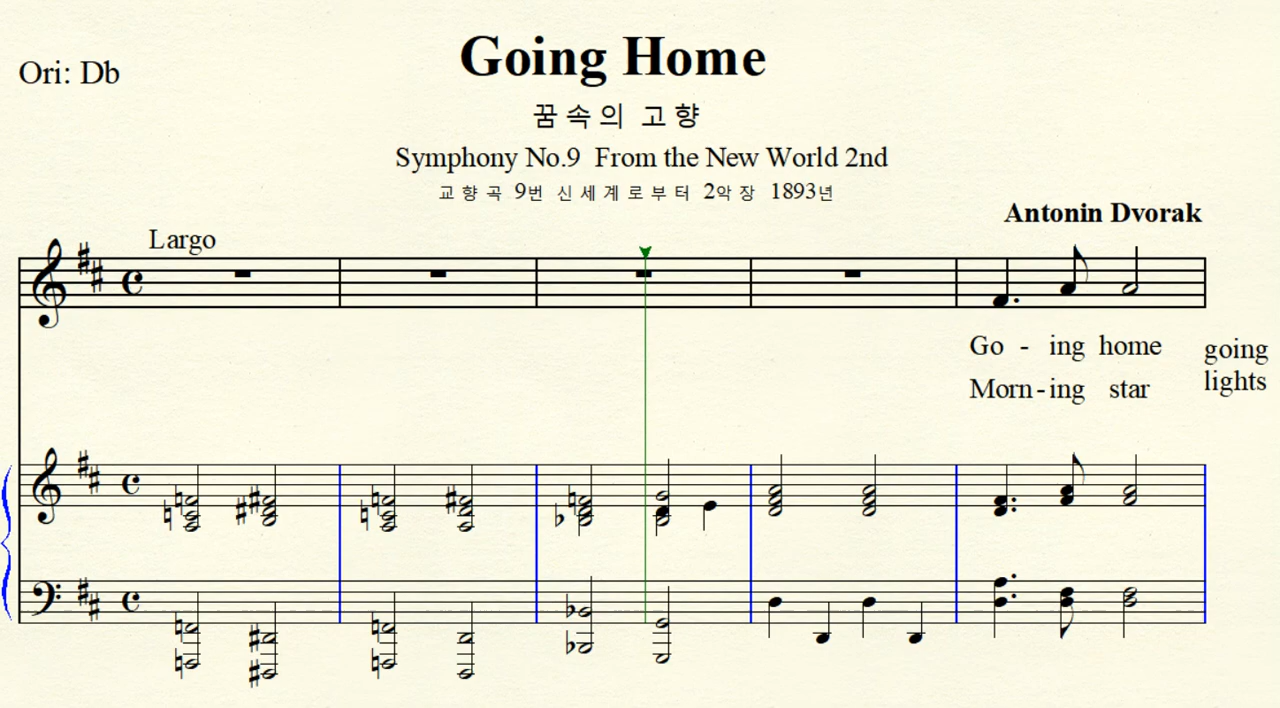 Going Home
Ori: Db
꿈속의 고향
Symphony No.9 From the New World 2nd
교향곡 9번 신세계로부터 2악장 1893년
Antonin Dvorak
Largo
Go - ing home going
Morn-ing star lights